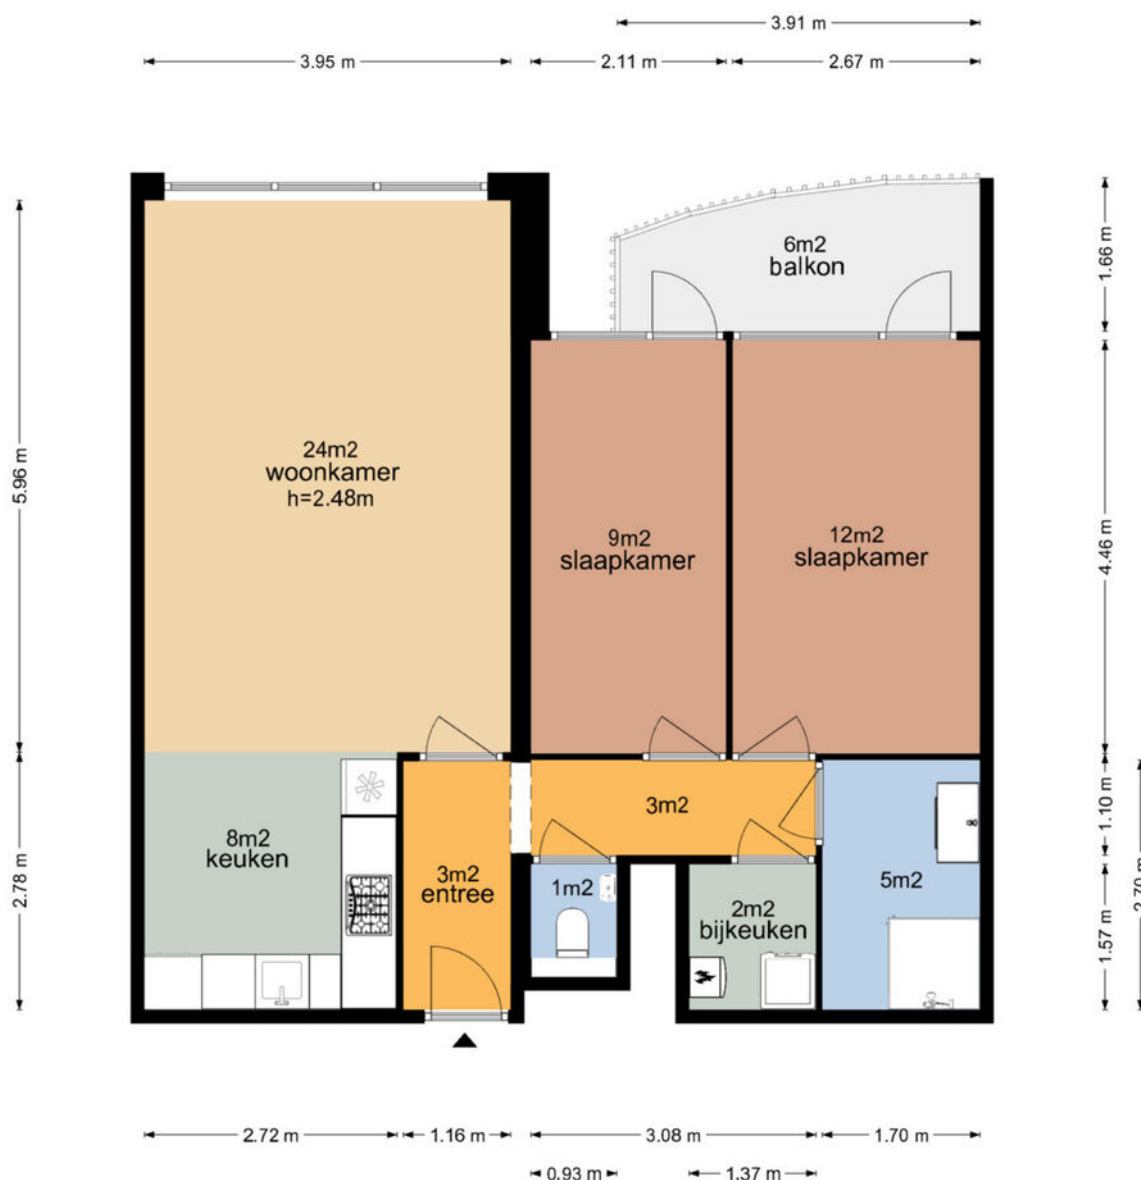 3.91 m
3.95 m
2.11 m
2.67 m
6m2
balkon
1.66 m
24m2
woonkamer
h=2.48m
5.96 m
9m2
slaapkamer
12m2
slaapkamer
4.46 m
3m2
8m2
keuken
3m2
entree
1m2
2m2
bijkeuken
5m2
2.78 m
1.10 m
1.57 m
2.70 m
2.72 m
1.16 m
3.08 m
1.70 m
0.93 m
1.37 m